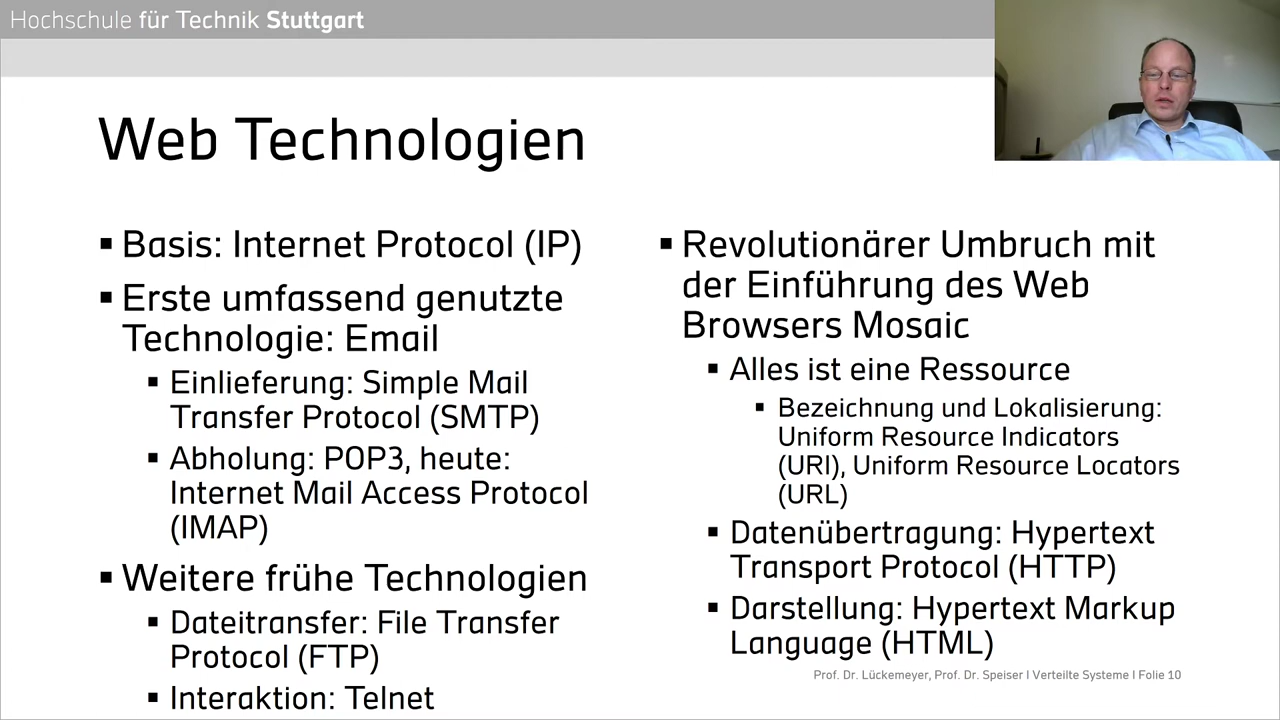 Hochschule für Technik Stuttgart
Web Technologien
▪ Basis: Internet Protocol (IP)
▪ Erste umfassend genutzte
Technologie: Email
▪ Einlieferung: Simple Mail
Transfer Protocol (SMTP)
▪ Abholung: POP3, heute:
Internet Mail Access Protocol
(IMAP)
▪ Weitere frühe Technologien
▪ Dateitransfer: File Transfer
Protocol (FTP)
▪ Interaktion: Telnet
▪ Revolutionärer Umbruch mit
der Einführung des Web
Browsers Mosaic
▪ Alles ist eine Ressource
▪ Bezeichnung und Lokalisierung:
Uniform Resource Indicators
(URI), Uniform Resource Locators
(URL)
▪ Datenübertragung: Hypertext
Transport Protocol (HTTP)
▪ Darstellung: Hypertext Markup
Language (HTML)
Prof. Dr. Lückemeyer, Prof. Dr. Speiser I Verteilte Systeme I Folie 10